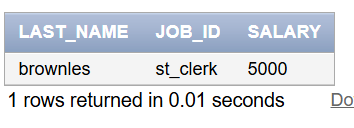 LAST_NAME JOB_ID SALARY
brownles st_clerk 5000
1 rows returned in 0.01 seconds Do